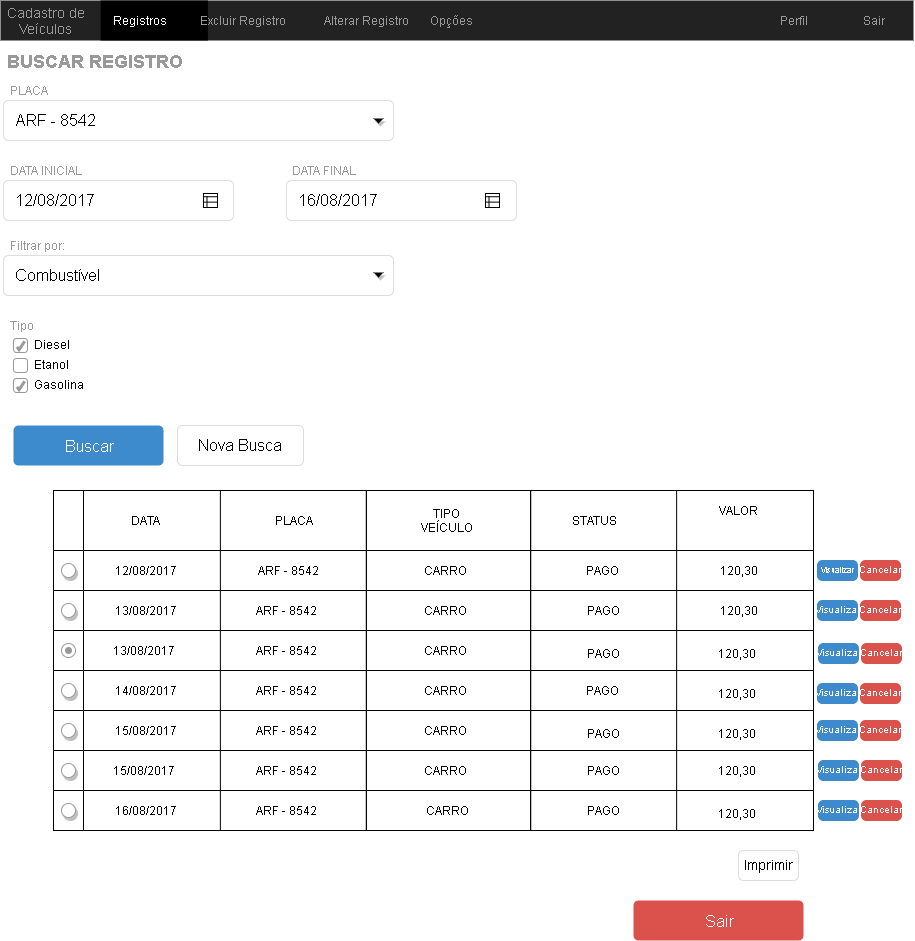 Cadastro de
Veículos
Registros
Excluir Registro
Alterar Registro
Opções
Perfil
Sair
BUSCAR REGISTRO
PLACA
ARF - 8542
DATA INICIAL
DATA FINAL
12/08/2017
16/08/2017
Filtrar por:
Combustível
Tipo
Diesel
Etanol
Gasolina
Buscar
Nova Busca
DATA PLACA TIPO VEÍCULO STATUS VALOR
12/08/2017 ARF - 8542 CARRO PAGO 120,30 Visualizar Cancelar
13/08/2017 ARF - 8542 CARRO PAGO 120,30 Visualiza Cancelar
13/08/2017 ARF - 8542 CARRO PAGO 120,30 Visualiza Cancelar
14/08/2017 ARF - 8542 CARRO PAGO 120,30 Visualiza Cancelar
15/08/2017 ARF - 8542 CARRO PAGO 120,30 Visualiza Cancelar
15/08/2017 ARF - 8542 CARRO PAGO 120,30 Visualiza Cancelar
16/08/2017 ARF - 8542 CARRO PAGO 120,30 Visualiza Cancelar
Imprimir
Sair